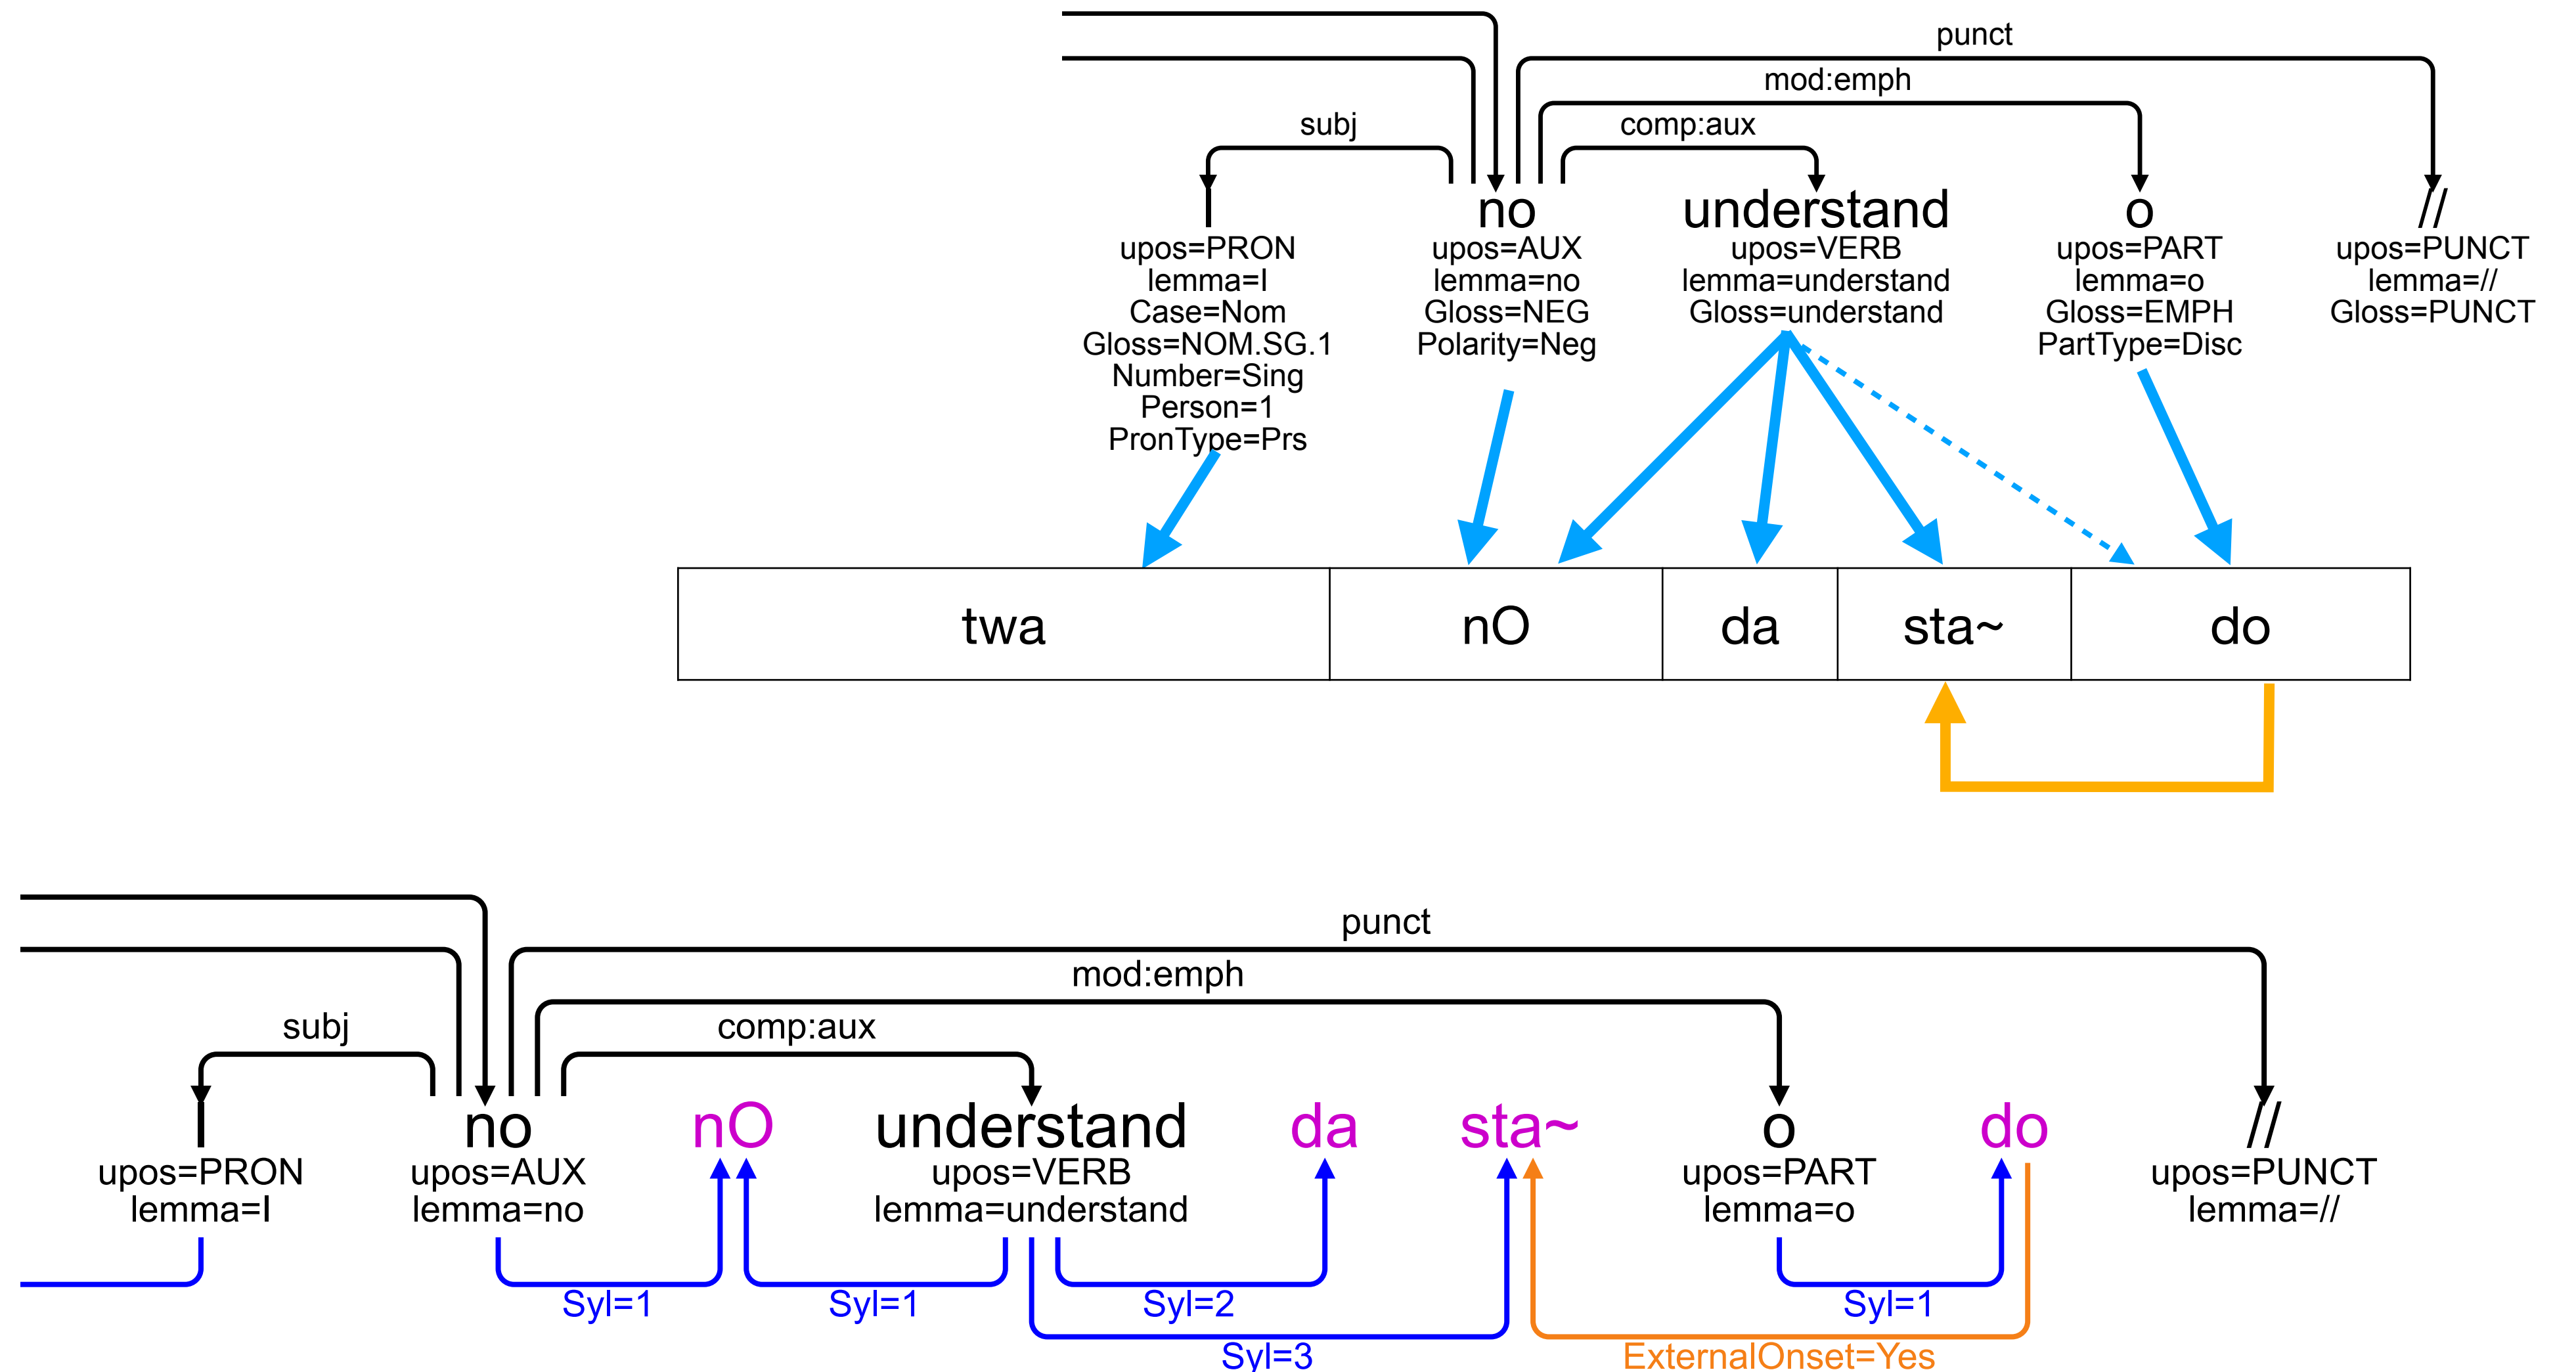 punct
mod:emph
subj comp:aux
I no understand o //
upos=PRON upos=AUX upos=VERB upos=PART upos=PUNCT
lemma=I lemma=no lemma=understand lemma=o lemma=//
Case=Nom Gloss=NEG Gloss=understand Gloss=EMPH Gloss=PUNCT
Gloss=NOM.SG.1 Polarity=Neg PartType=Disc
Number=Sing
Person=1
PronType=Prs
twa nO da sta~ do
punct
mod:emph
subj comp:aux
I no nO understand da sta~ o do //
upos=PRON upos=AUX upos=VERB upos=PART upos=PUNCT
lemma=I lemma=no lemma=understand lemma=o lemma=//
Syl=1 Syl=1 Syl=2 Syl=1
Syl=3 ExternalOnset=Yes